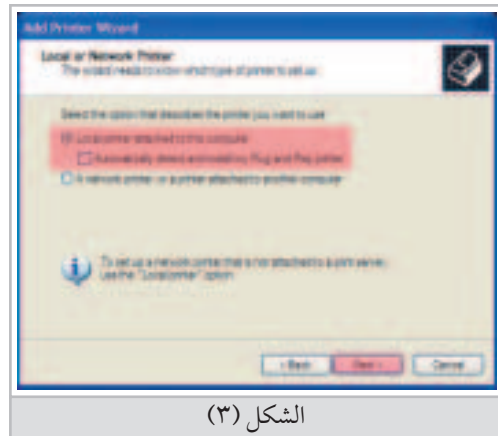 Add Printer Wizard
Local or Network Printer
The wizard needs to know which type of printer to set up.
Select the option that describes the printer you want to use:
Local printer attached to this computer
Automatically detect and install my Plug and Play printer
A network printer, or a printer attached to another computer
To set up a network printer that is not attached to a print server,
use the "Local printer" option.
< Back
Next >
Cancel
الشكل (٣)